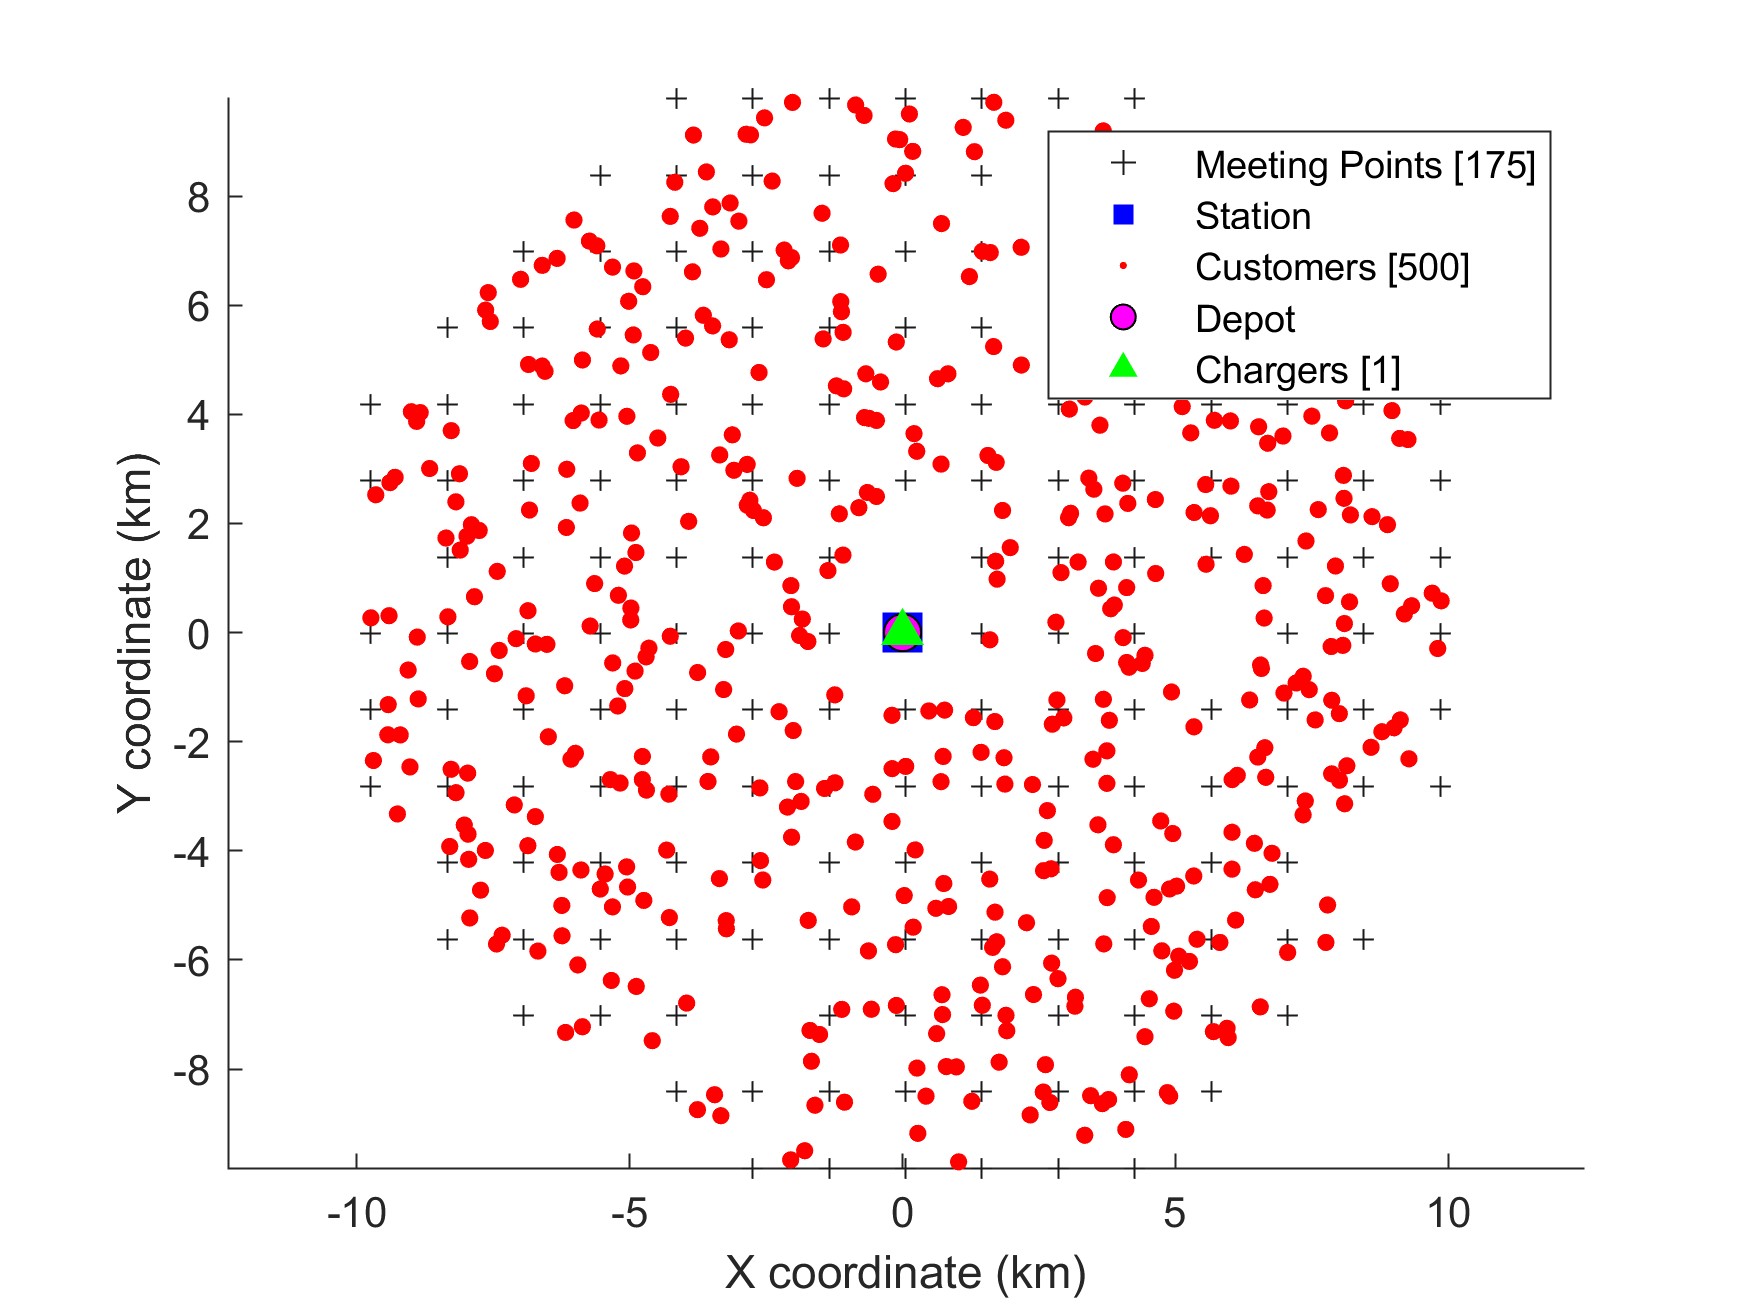 Meeting Points [175]
Station
Customers [500]
Depot
Chargers [1]
8
6
4
2
0
-2
-4
-6
-8
Y coordinate (km)
-10 -5 0 5 10
X coordinate (km)